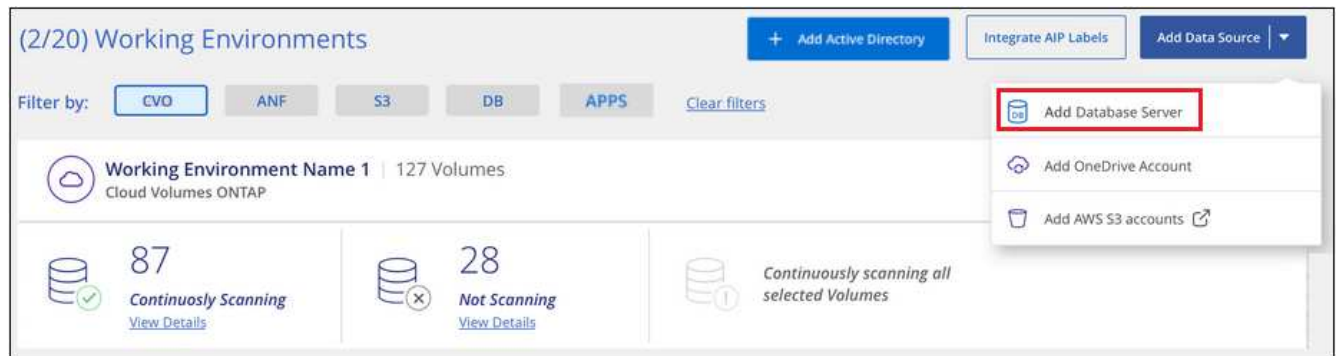 (2/20) Working Environments
+ Add Active Directory
Integrate AIP Labels
Add Data Source
Filter by:
CVO
ANF
S3
DB
APPS
Clear filters
DB
Add Database Server
Add OneDrive Account
Add AWS S3 accounts
Working Environment Name 1 | 127 Volumes
Cloud Volumes ONTAP
87
Continuosly Scanning
View Details
28
Not Scanning
View Details
Continuously scanning all
selected Volumes